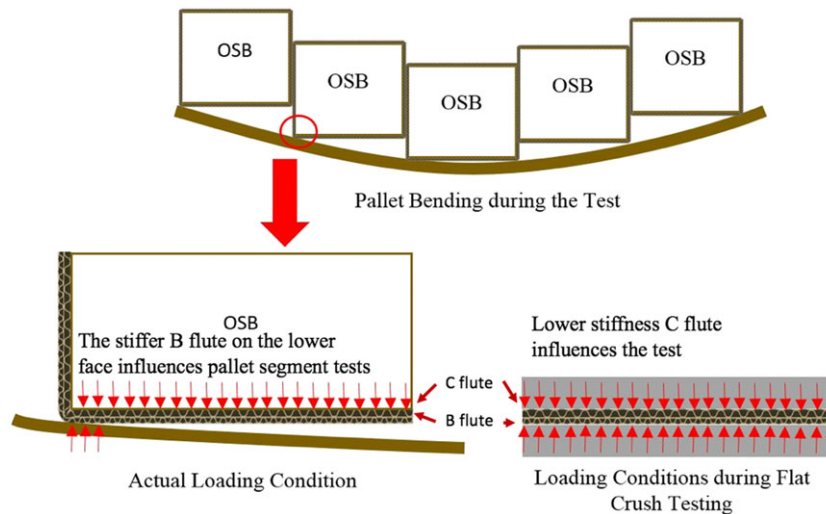 OSB
OSB
OSB
OSB
OSB
Pallet Bending during the Test
OSB
The stiffer B flute on the lower
face influences pallet segment tests
Lower stiffness C flute
influences the test
C flute
B flute
Actual Loading Condition
Loading Conditions during Flat
Crush Testing